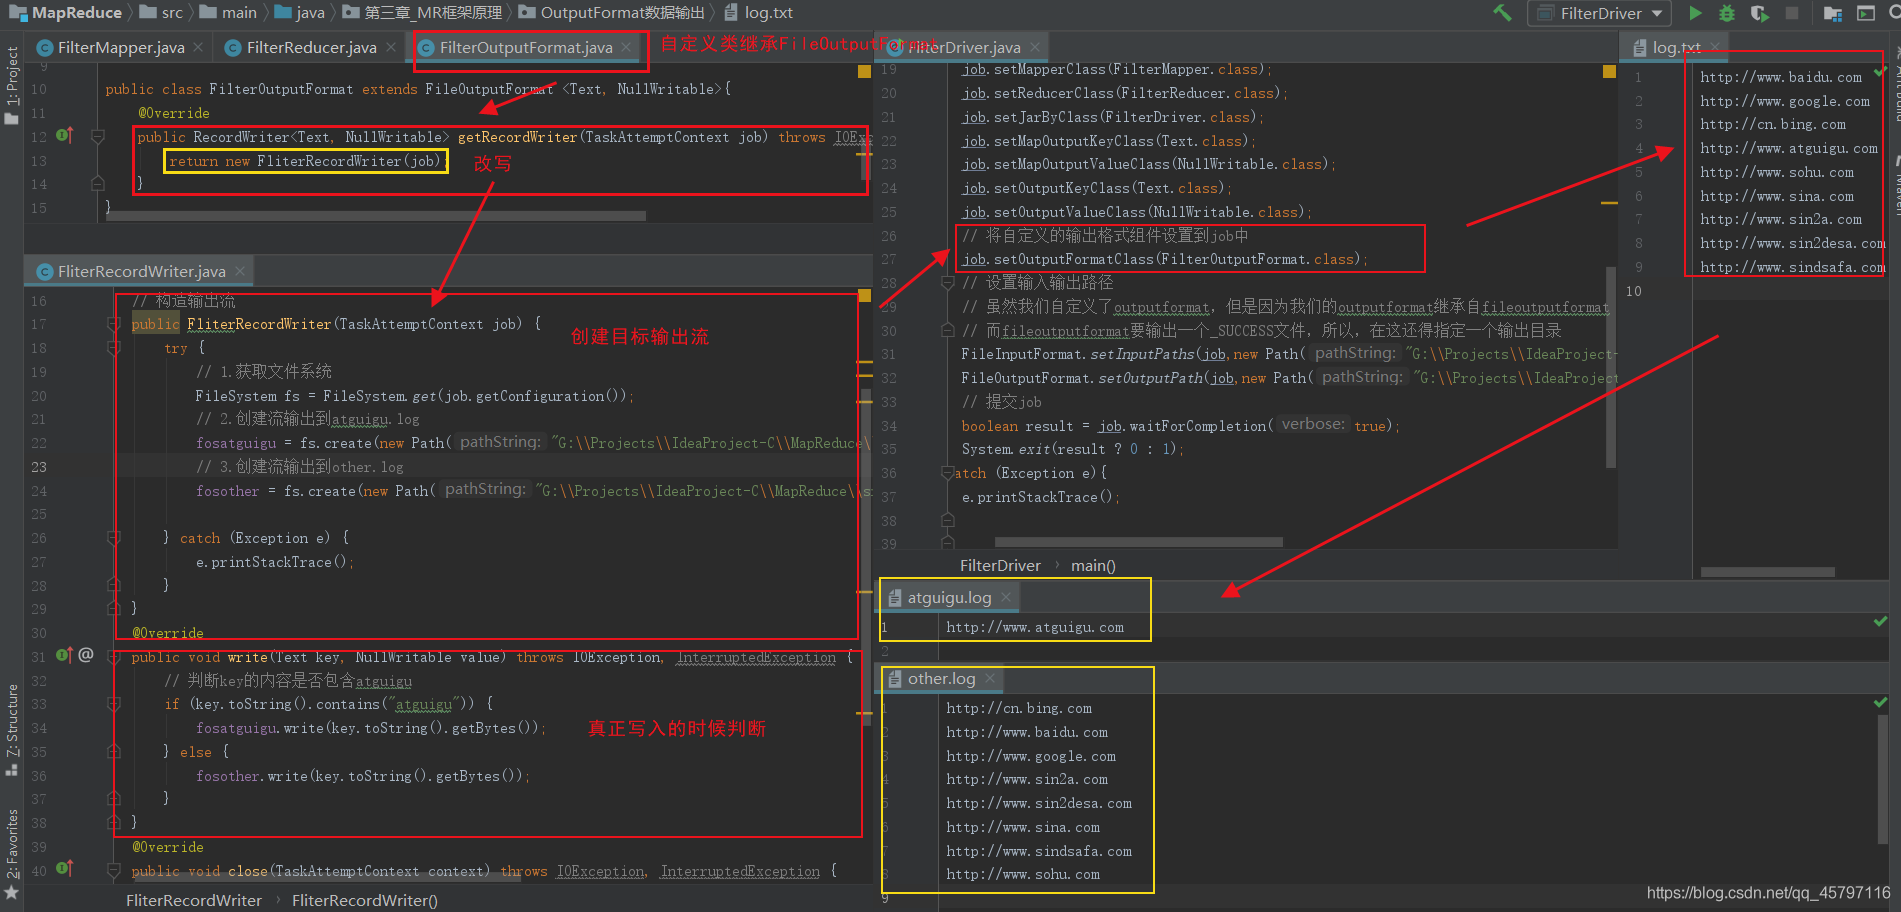 MapReduce src main java 第三章_MR框架原理 OutputFormat数据输出 log.txt
FilterDriver
1: Project
7: Structure
2: Favorites
FilterMapper.java FilterReducer.java FilterOutputFormat.java
自定义类继承FileOutputFormat
9
10 public class FilterOutputFormat extends FileOutputFormat <Text, NullWritable>{
11 @Override
12 public RecordWriter<Text, NullWritable> getRecordWriter(TaskAttemptContext job) throws IOExc
13 return new FliterRecordWriter(job);
改写
14 }
15 }
FliterRecordWriter.java
16 // 构造输出流
17 public FliterRecordWriter(TaskAttemptContext job) {
创建目标输出流
18 try {
19 // 1.获取文件系统
20 FileSystem fs = FileSystem.get(job.getConfiguration());
21 // 2.创建流输出到atguigu.log
22 fosatguigu = fs.create(new Path( pathString: "G:\\Projects\\IdeaProject-C\\MapReduce\
23 // 3.创建流输出到other.log
24 fosother = fs.create(new Path( pathString: "G:\\Projects\\IdeaProject-C\\MapReduce\\s
25
26 } catch (Exception e) {
27 e.printStackTrace();
28 }
29 }
30 @Override
31 public void write(Text key, NullWritable value) throws IOException, InterruptedException {
32 // 判断key的内容是否包含atguigu
33 if (key.toString().contains("atguigu")) {
34 fosatguigu.write(key.toString().getBytes());
真正写入的时候判断
35 } else {
36 fosother.write(key.toString().getBytes());
37 }
38 }
39 @Override
40 public void close(TaskAttemptContext context) throws IOException, InterruptedException {
FliterRecordWriter FliterRecordWriter()
FilterDriver.java
19 job.setMapperClass(FilterMapper.class);
20 job.setReducerClass(FilterReducer.class);
21 job.setJarByClass(FilterDriver.class);
22 job.setMapOutputKeyClass(Text.class);
23 job.setMapOutputValueClass(NullWritable.class);
24 job.setOutputKeyClass(Text.class);
25 job.setOutputValueClass(NullWritable.class);
26 // 将自定义的输出格式组件设置到job中
27 job.setOutputFormatClass(FilterOutputFormat.class);
28 // 设置输入输出路径
29 // 虽然我们自定义了outputformat，但是因为我们的outputformat继承自fileoutputformat
30 // 而fileoutputformat要输出一个_SUCCESS文件，所以，在这还得指定一个输出目录
31 FileInputFormat.setInputPaths(job,new Path( pathString: "G:\\Projects\\IdeaProject-
32 FileOutputFormat.setOutputPath(job,new Path( pathString: "G:\\Projects\\IdeaProject
33 // 提交job
34 boolean result = job.waitForCompletion( verbose: true);
35 System.exit(result ? 0 : 1);
36 atch (Exception e){
37 e.printStackTrace();
38
39
FilterDriver main()
log.txt
1 http://www.baidu.com
2 http://www.google.com
3 http://cn.bing.com
4 http://www.atguigu.com
5 http://www.sohu.com
6 http://www.sina.com
7 http://www.sin2a.com
8 http://www.sin2desa.com
9 http://www.sindsafa.com
10
atguigu.log
1 http://www.atguigu.com
2
other.log
1 http://cn.bing.com
2 http://www.baidu.com
3 http://www.google.com
4 http://www.sin2a.com
5 http://www.sin2desa.com
6 http://www.sina.com
7 http://www.sindsafa.com
8 http://www.sohu.com
9
https://blog.csdn.net/qq_45797116